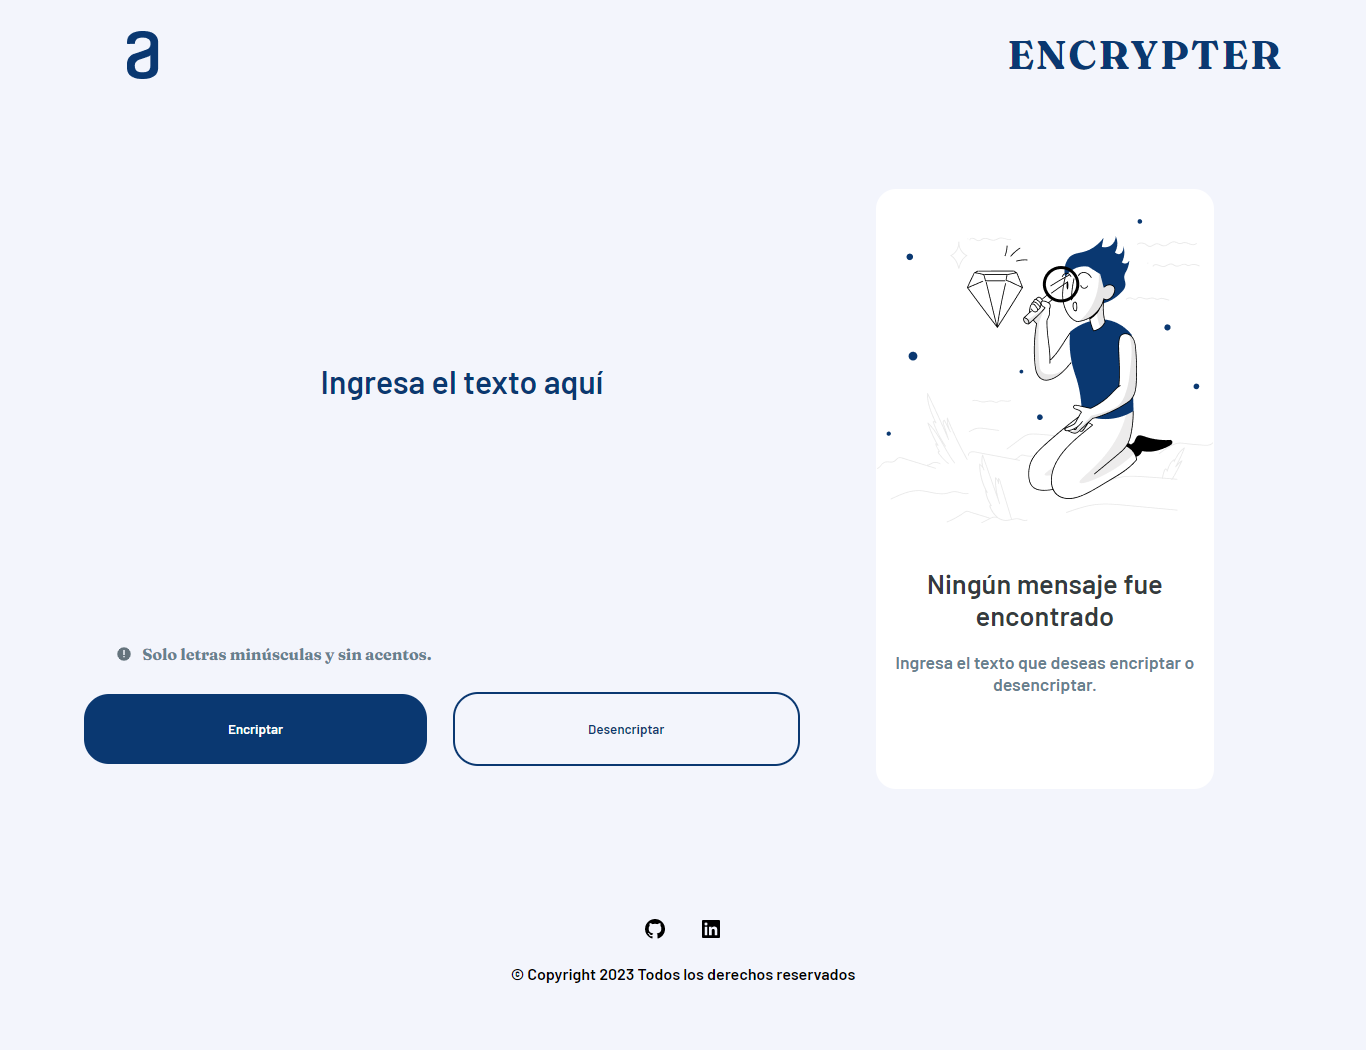 a
ENCRYPTER
Ingresa el texto aquí
Ningún mensaje fue
encontrado
Ingresa el texto que deseas encriptar o
desencriptar.
Solo letras minúsculas y sin acentos.
Encriptar
Desencriptar
in
© Copyright 2023 Todos los derechos reservados